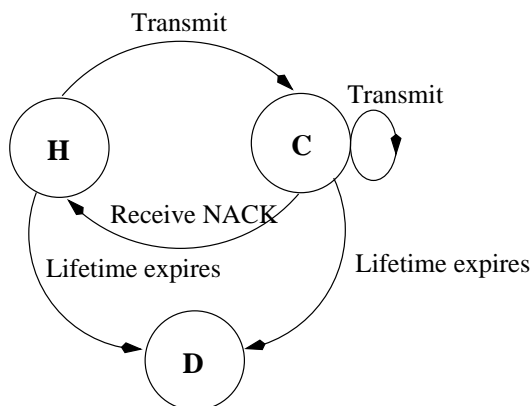 Transmit
Transmit
H
C
Receive NACK
Lifetime expires
Lifetime expires
D